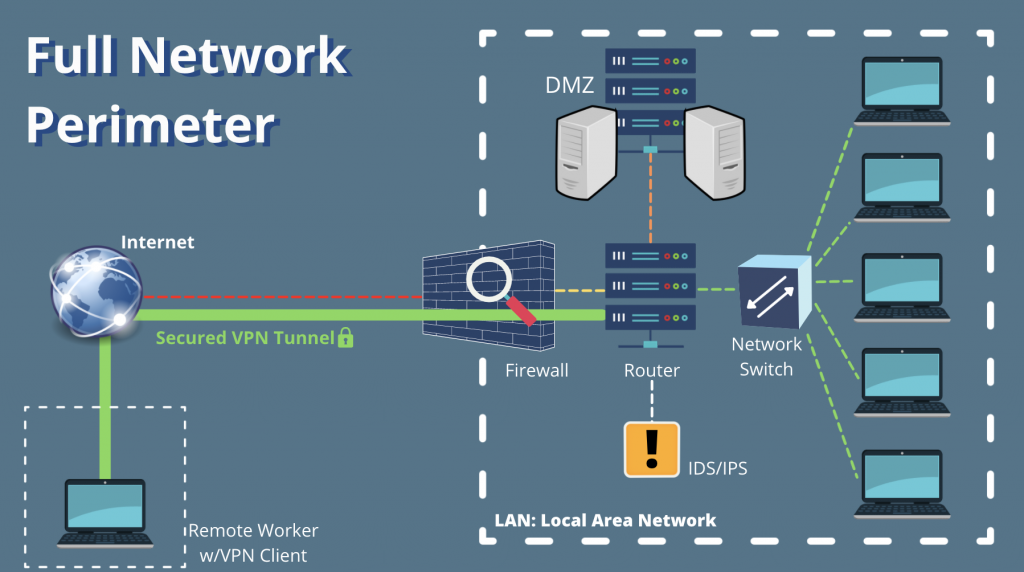 Full Network
Perimeter
DMZ
Internet
Secured VPN Tunnel
Firewall
Router
Network
Switch
!
IDS/IPS
LAN: Local Area Network
Remote Worker
w/VPN Client